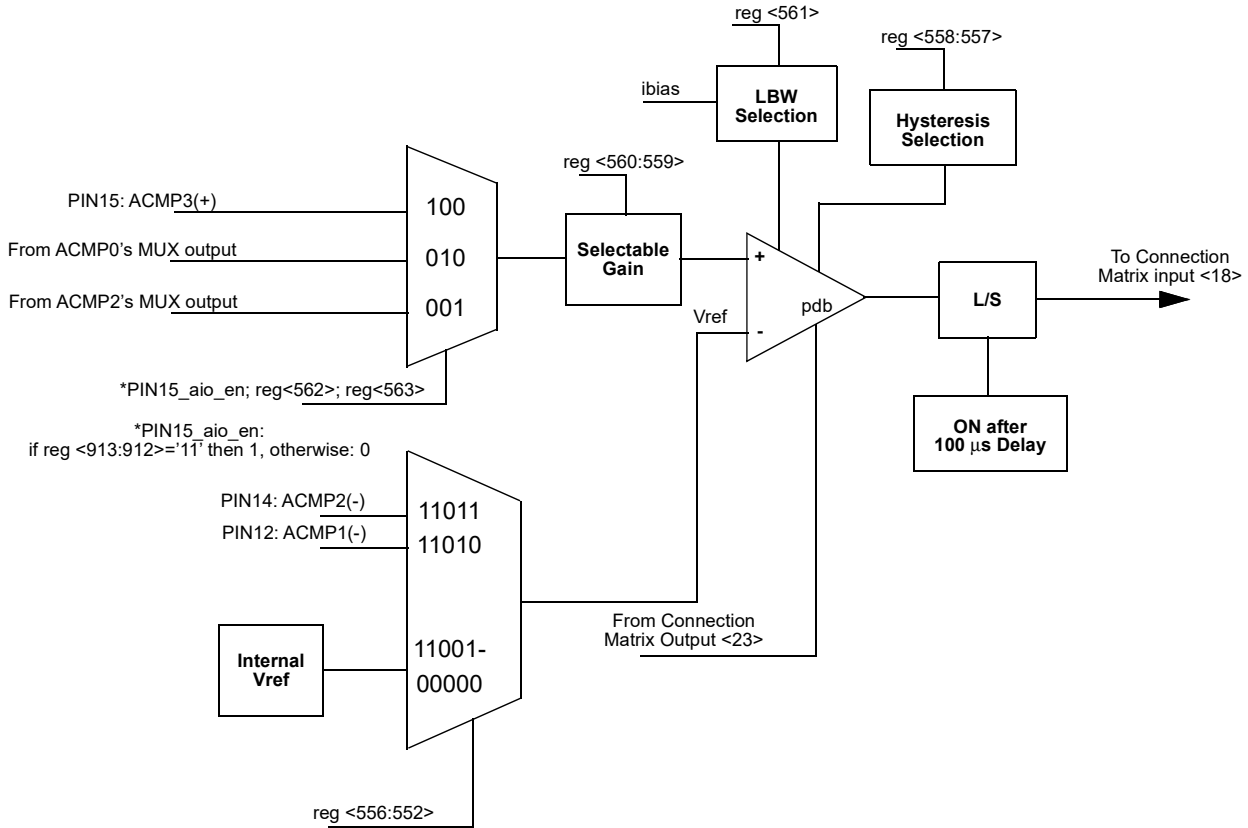 reg <561>
reg <558:557>
ibias
LBW
Selection
Hysteresis
Selection
reg <560:559>
PIN15: ACMP3(+)
100
From ACMP0's MUX output
010
From ACMP2's MUX output
001
Selectable
Gain
+
To Connection
Matrix input <18>
L/S
pdb
Vref
-
*PIN15_aio_en; reg<562>; reg<563>
*PIN15_aio_en:
if reg <913:912>='11' then 1, otherwise: 0
ON after
100 μs Delay
PIN14: ACMP2(-)
11011
PIN12: ACMP1(-)
11010
From Connection
Matrix Output <23>
Internal
Vref
11001-
00000
reg <556:552>